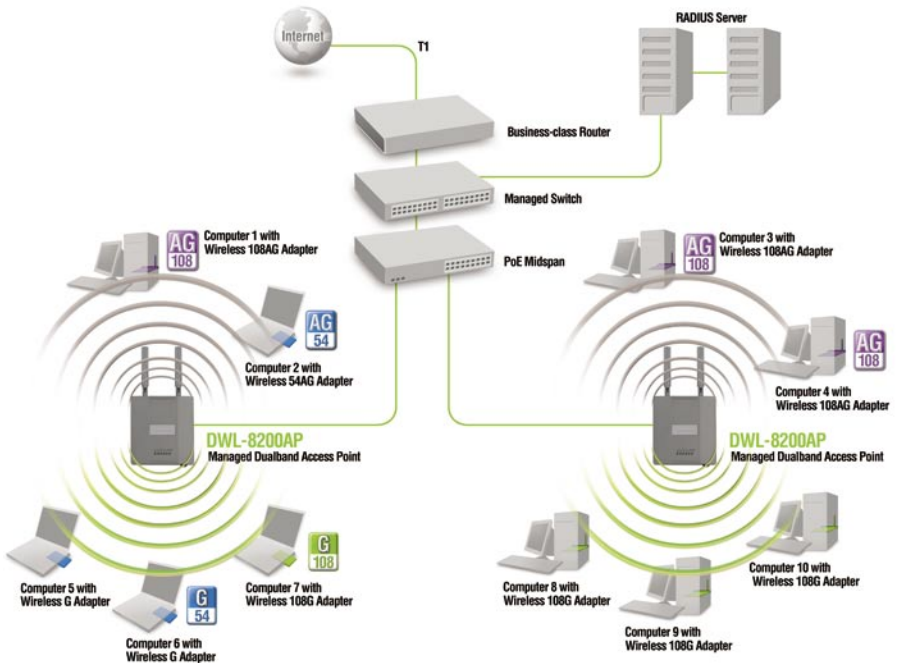 Internet
T1
RADIUS Server
Business-class Router
Managed Switch
PoE Midspan
AG
108
Computer 1 with
Wireless 108AG Adapter
AG
54
Computer 2 with
Wireless 54AG Adapter
AG
108
Computer 3 with
Wireless 108AG Adapter
AG
108
Computer 4 with
Wireless 108AG Adapter
DWL-8200AP
Managed Dualband Access Point
DWL-8200AP
Managed Dualband Access Point
Computer 5 with
Wireless G Adapter
G
54
Computer 6 with
Wireless G Adapter
G
108
Computer 7 with
Wireless 108G Adapter
Computer 8 with
Wireless 108G Adapter
Computer 9 with
Wireless 108G Adapter
Computer 10 with
Wireless 108G Adapter